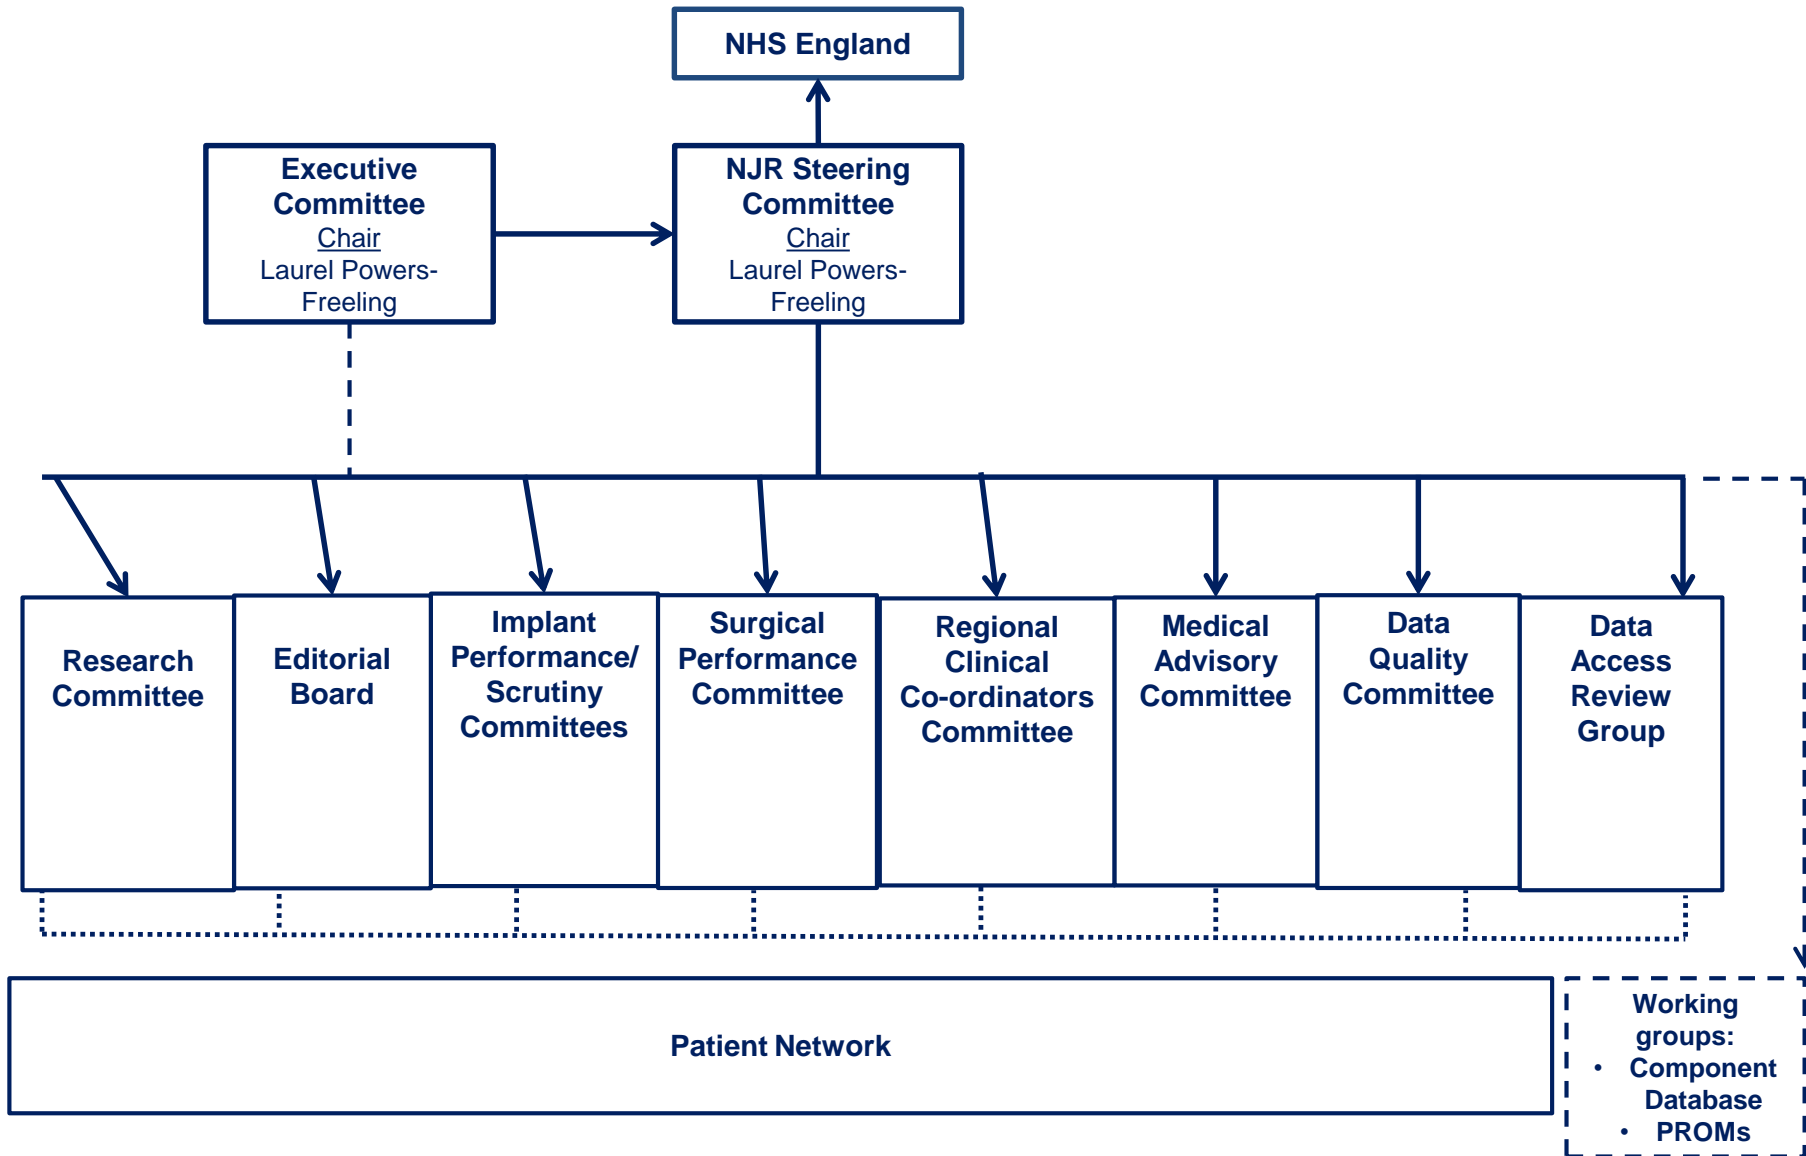 NHS England
Executive
Committee
Chair
Laurel Powers-
Freeling
NJR Steering
Committee
Chair
Laurel Powers-
Freeling
Research
Committee
Editorial
Board
Implant
Performance/
Scrutiny
Committees
Surgical
Performance
Committee
Regional
Clinical
Co-ordinators
Committee
Medical
Advisory
Committee
Data
Quality
Committee
Data
Access
Review
Group
Patient Network
Working
groups:
• Component
Database
• PROMs